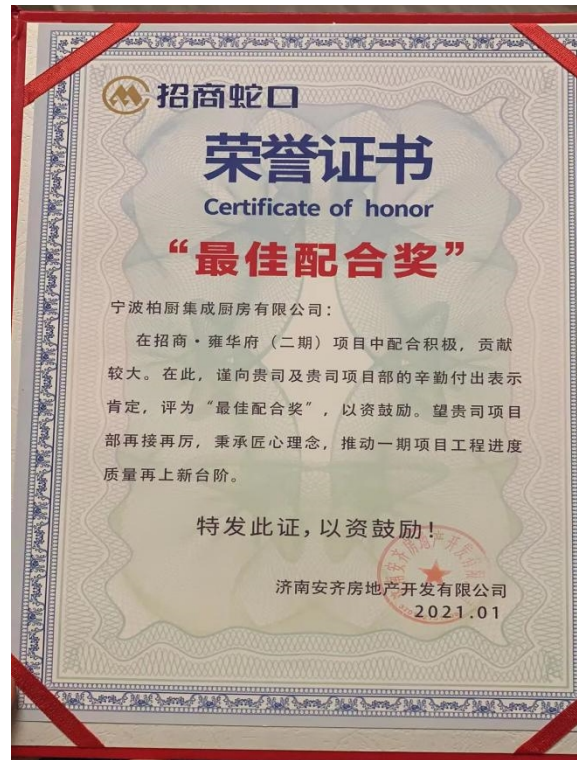 招商蛇口
荣誉证书
Certificate of honor
“最佳配合奖”
宁波柏厨集成厨房有限公司：
在招商·雍华府（二期）项目中配合积极，贡献
较大。在此，谨向贵司及贵司项目部的辛勤付出表示
肯定，评为“最佳配合奖”，以资鼓励。望贵司项目
部再接再厉，秉承匠心理念，推动一期项目工程进度
质量再上新台阶。
特发此证，以资鼓励！
济南安齐房地产开发有限公司
2021.01